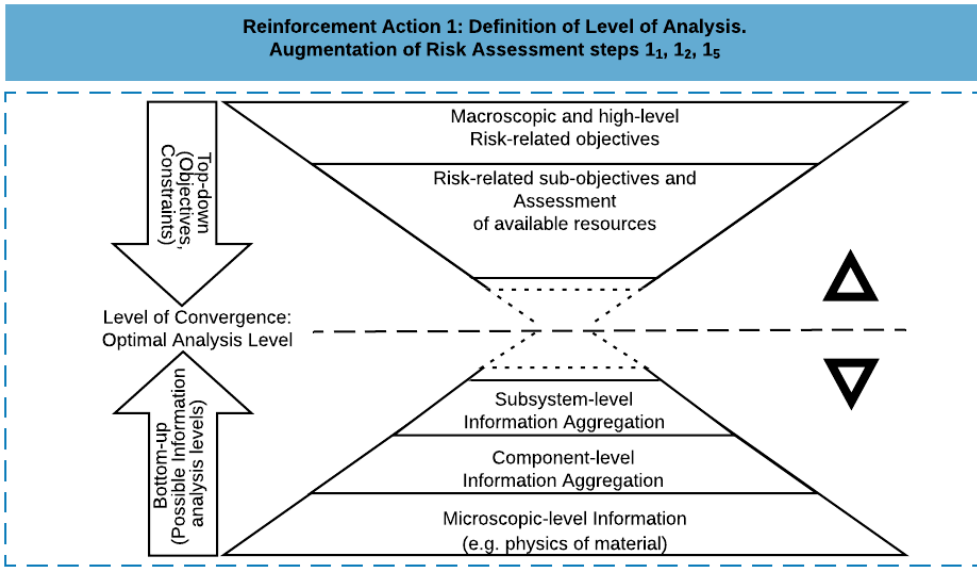 Reinforcement Action 1: Definition of Level of Analysis.
Augmentation of Risk Assessment steps 1₁, 1₂, 1₅
Top-down
(Objectives,
Constraints)
Macroscopic and high-level
Risk-related objectives
Risk-related sub-objectives and
Assessment
of available resources
Level of Convergence:
Optimal Analysis Level
Bottom-up
(Possible Information
analysis levels)
Subsystem-level
Information Aggregation
Component-level
Information Aggregation
Microscopic-level Information
(e.g. physics of material)